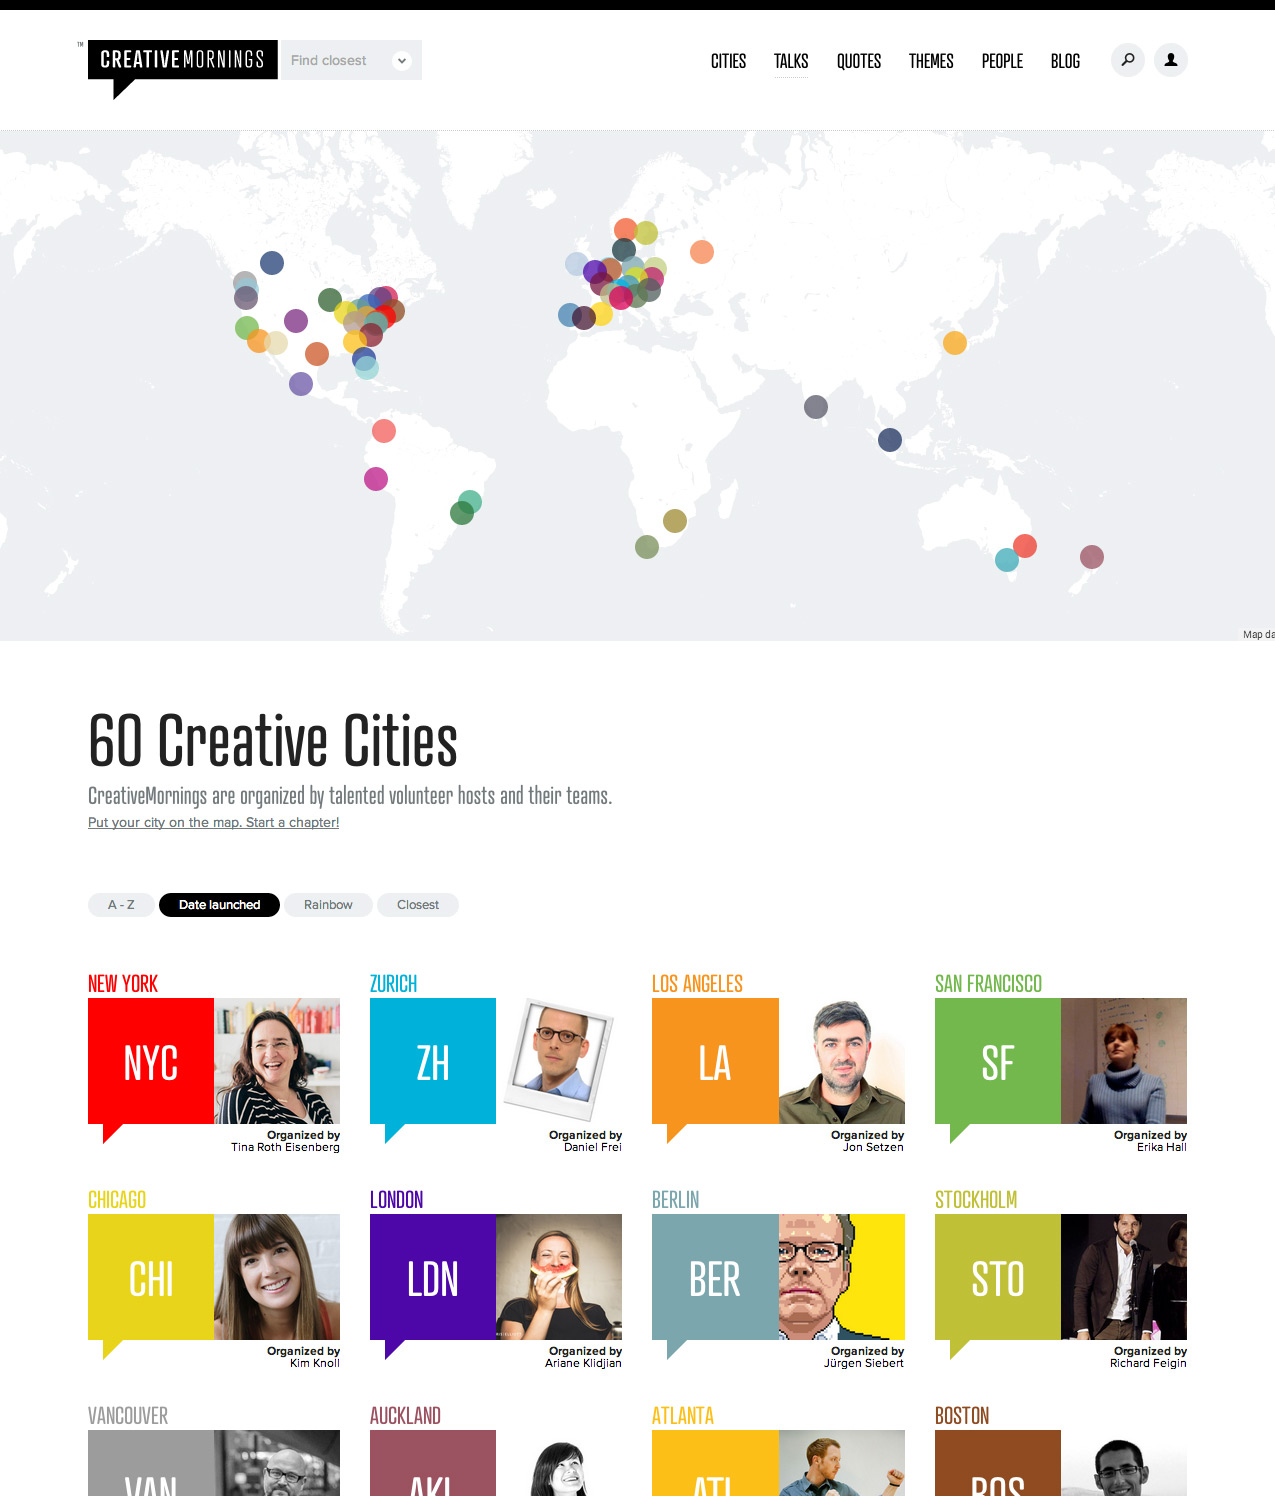 TM
CREATIVEMORNINGS
Find closest
CITIES TALKS QUOTES THEMES PEOPLE BLOG
Map da
60 Creative Cities
CreativeMornings are organized by talented volunteer hosts and their teams.
Put your city on the map. Start a chapter!
A - Z Date launched Rainbow Closest
NEW YORK ZURICH LOS ANGELES SAN FRANCISCO
NYC ZH LA SF
Organized by Organized by Organized by Organized by
Tina Roth Eisenberg Daniel Frei Jon Setzen Erika Hall
CHICAGO LONDON BERLIN STOCKHOLM
CHI LDN BER STO
Organized by Organized by Organized by Organized by
Kim Knoll Ariane Klidjian Jürgen Siebert Richard Feigin
VANCOUVER AUCKLAND ATLANTA BOSTON
VAN AKL ATL BOS